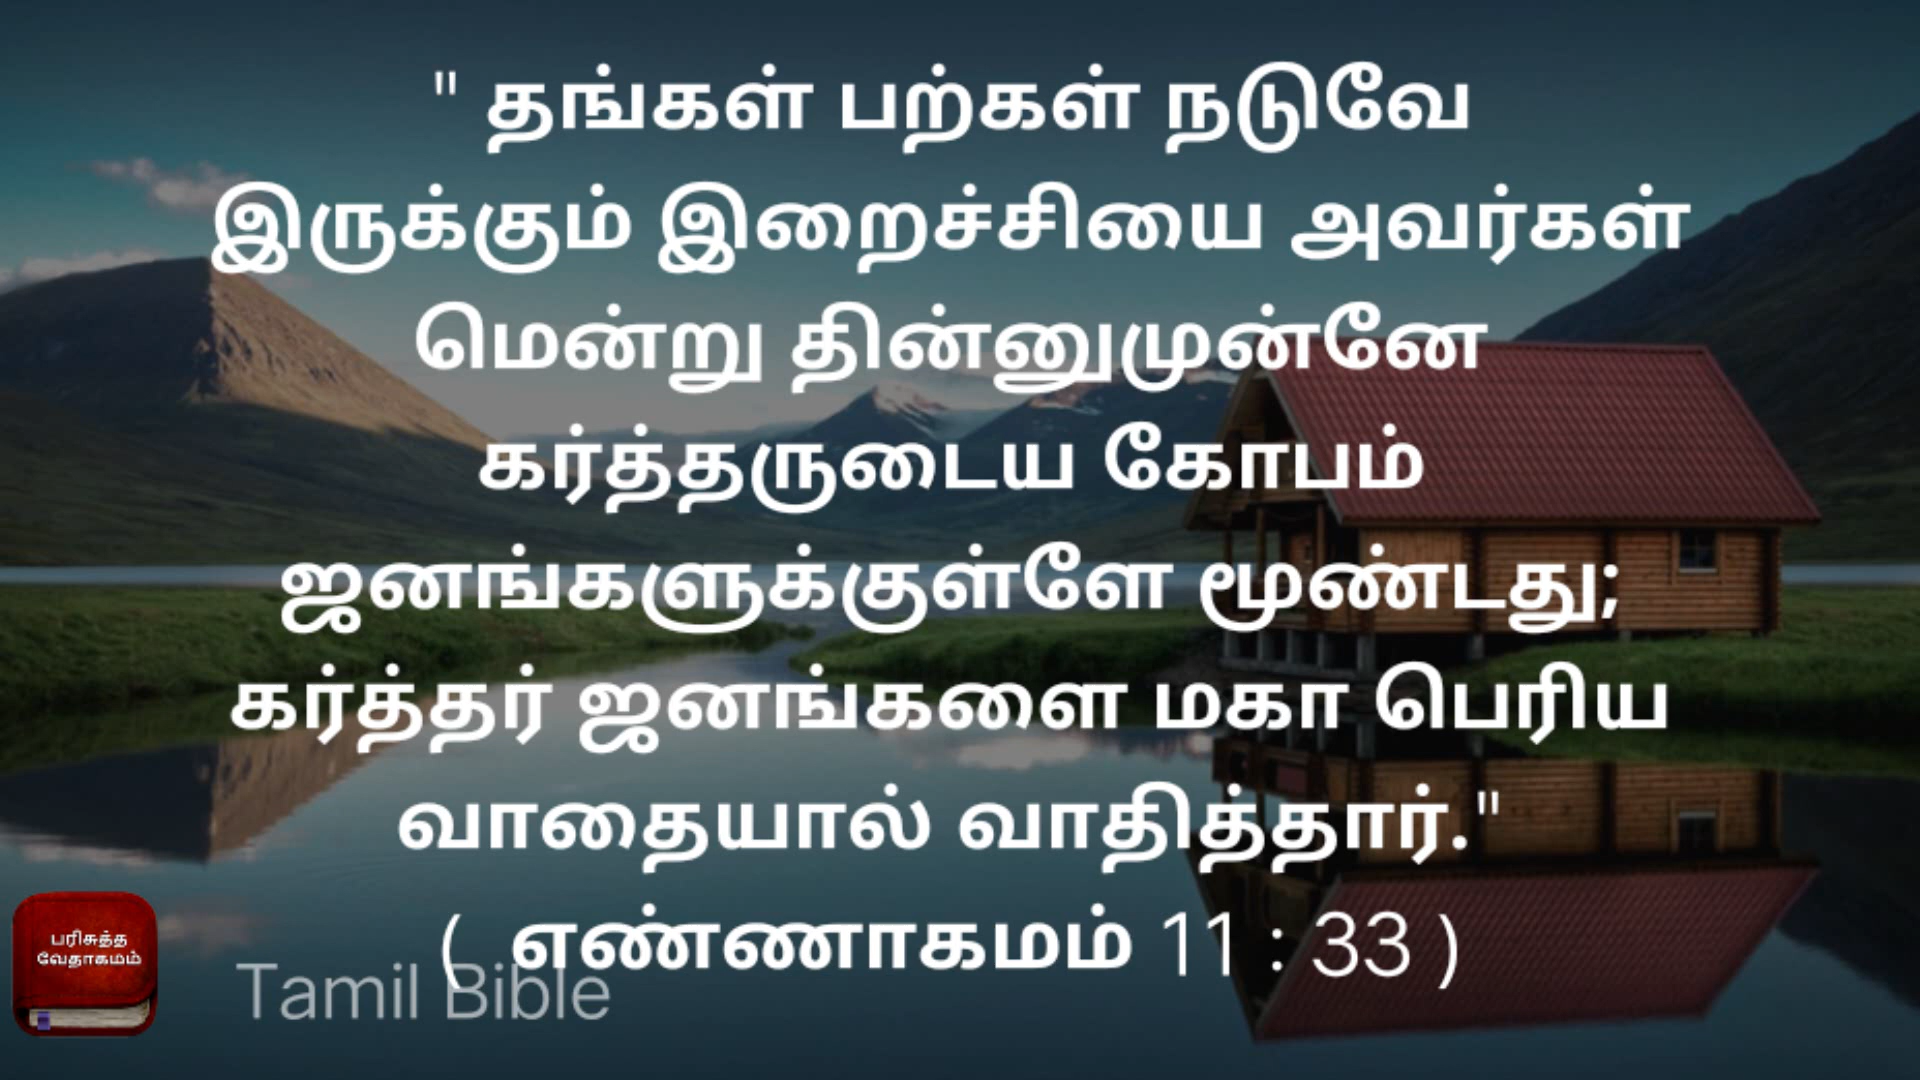 " தங்கள் பற்கள் நடுவே
இருக்கும் இறைச்சியை அவர்கள்
மென்று தின்னுமுன்னே
கர்த்தருடைய கோபம்
ஜனங்களுக்குள்ளே மூண்டது;
கர்த்தர் ஜனங்களை மகா பெரிய
வாதையால் வாதித்தார்."
( எண்ணாகமம் 11 : 33 )
பரிசுத்த
வேதாகமம்
Tamil Bible